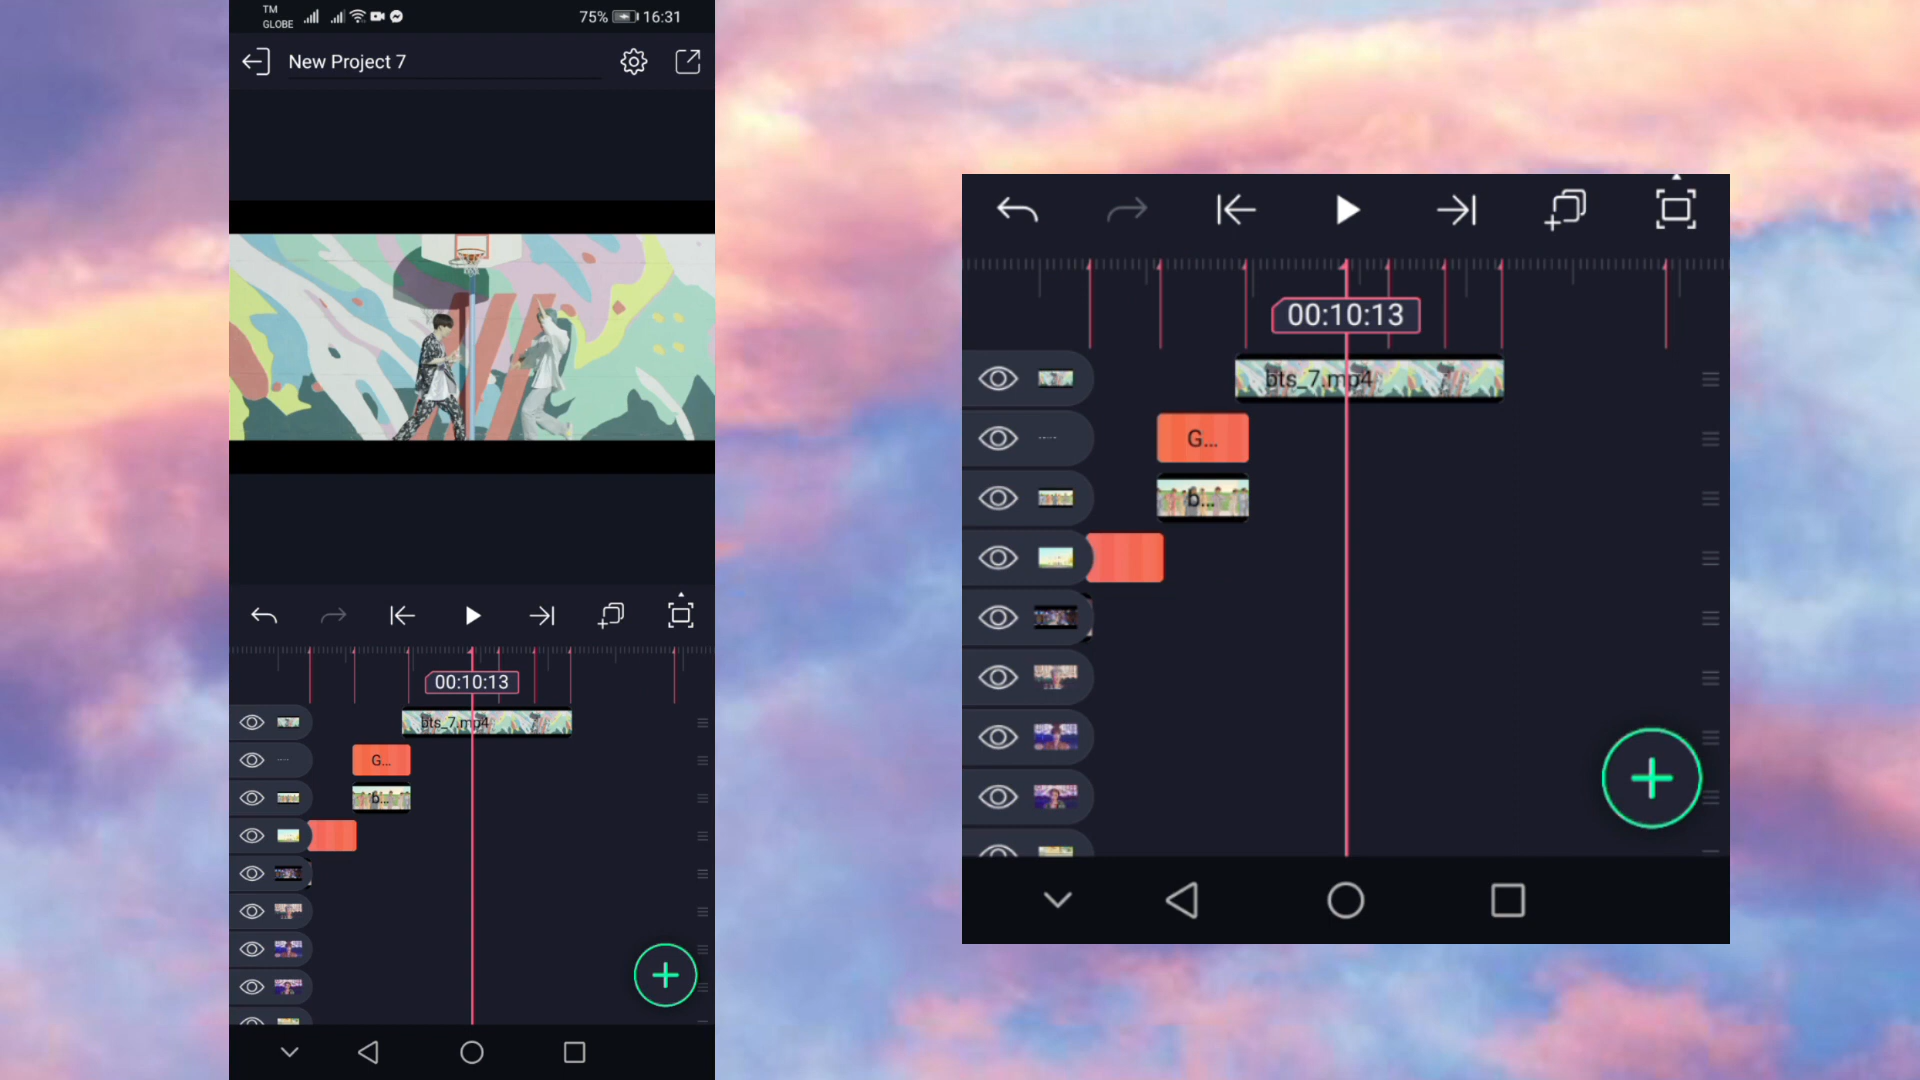 TM
GLOBE
75% 16:31
New Project 7
00:10:13
bts_7.mp4
G...
b...
00:10:13
bts_7.mp4
G...
b...